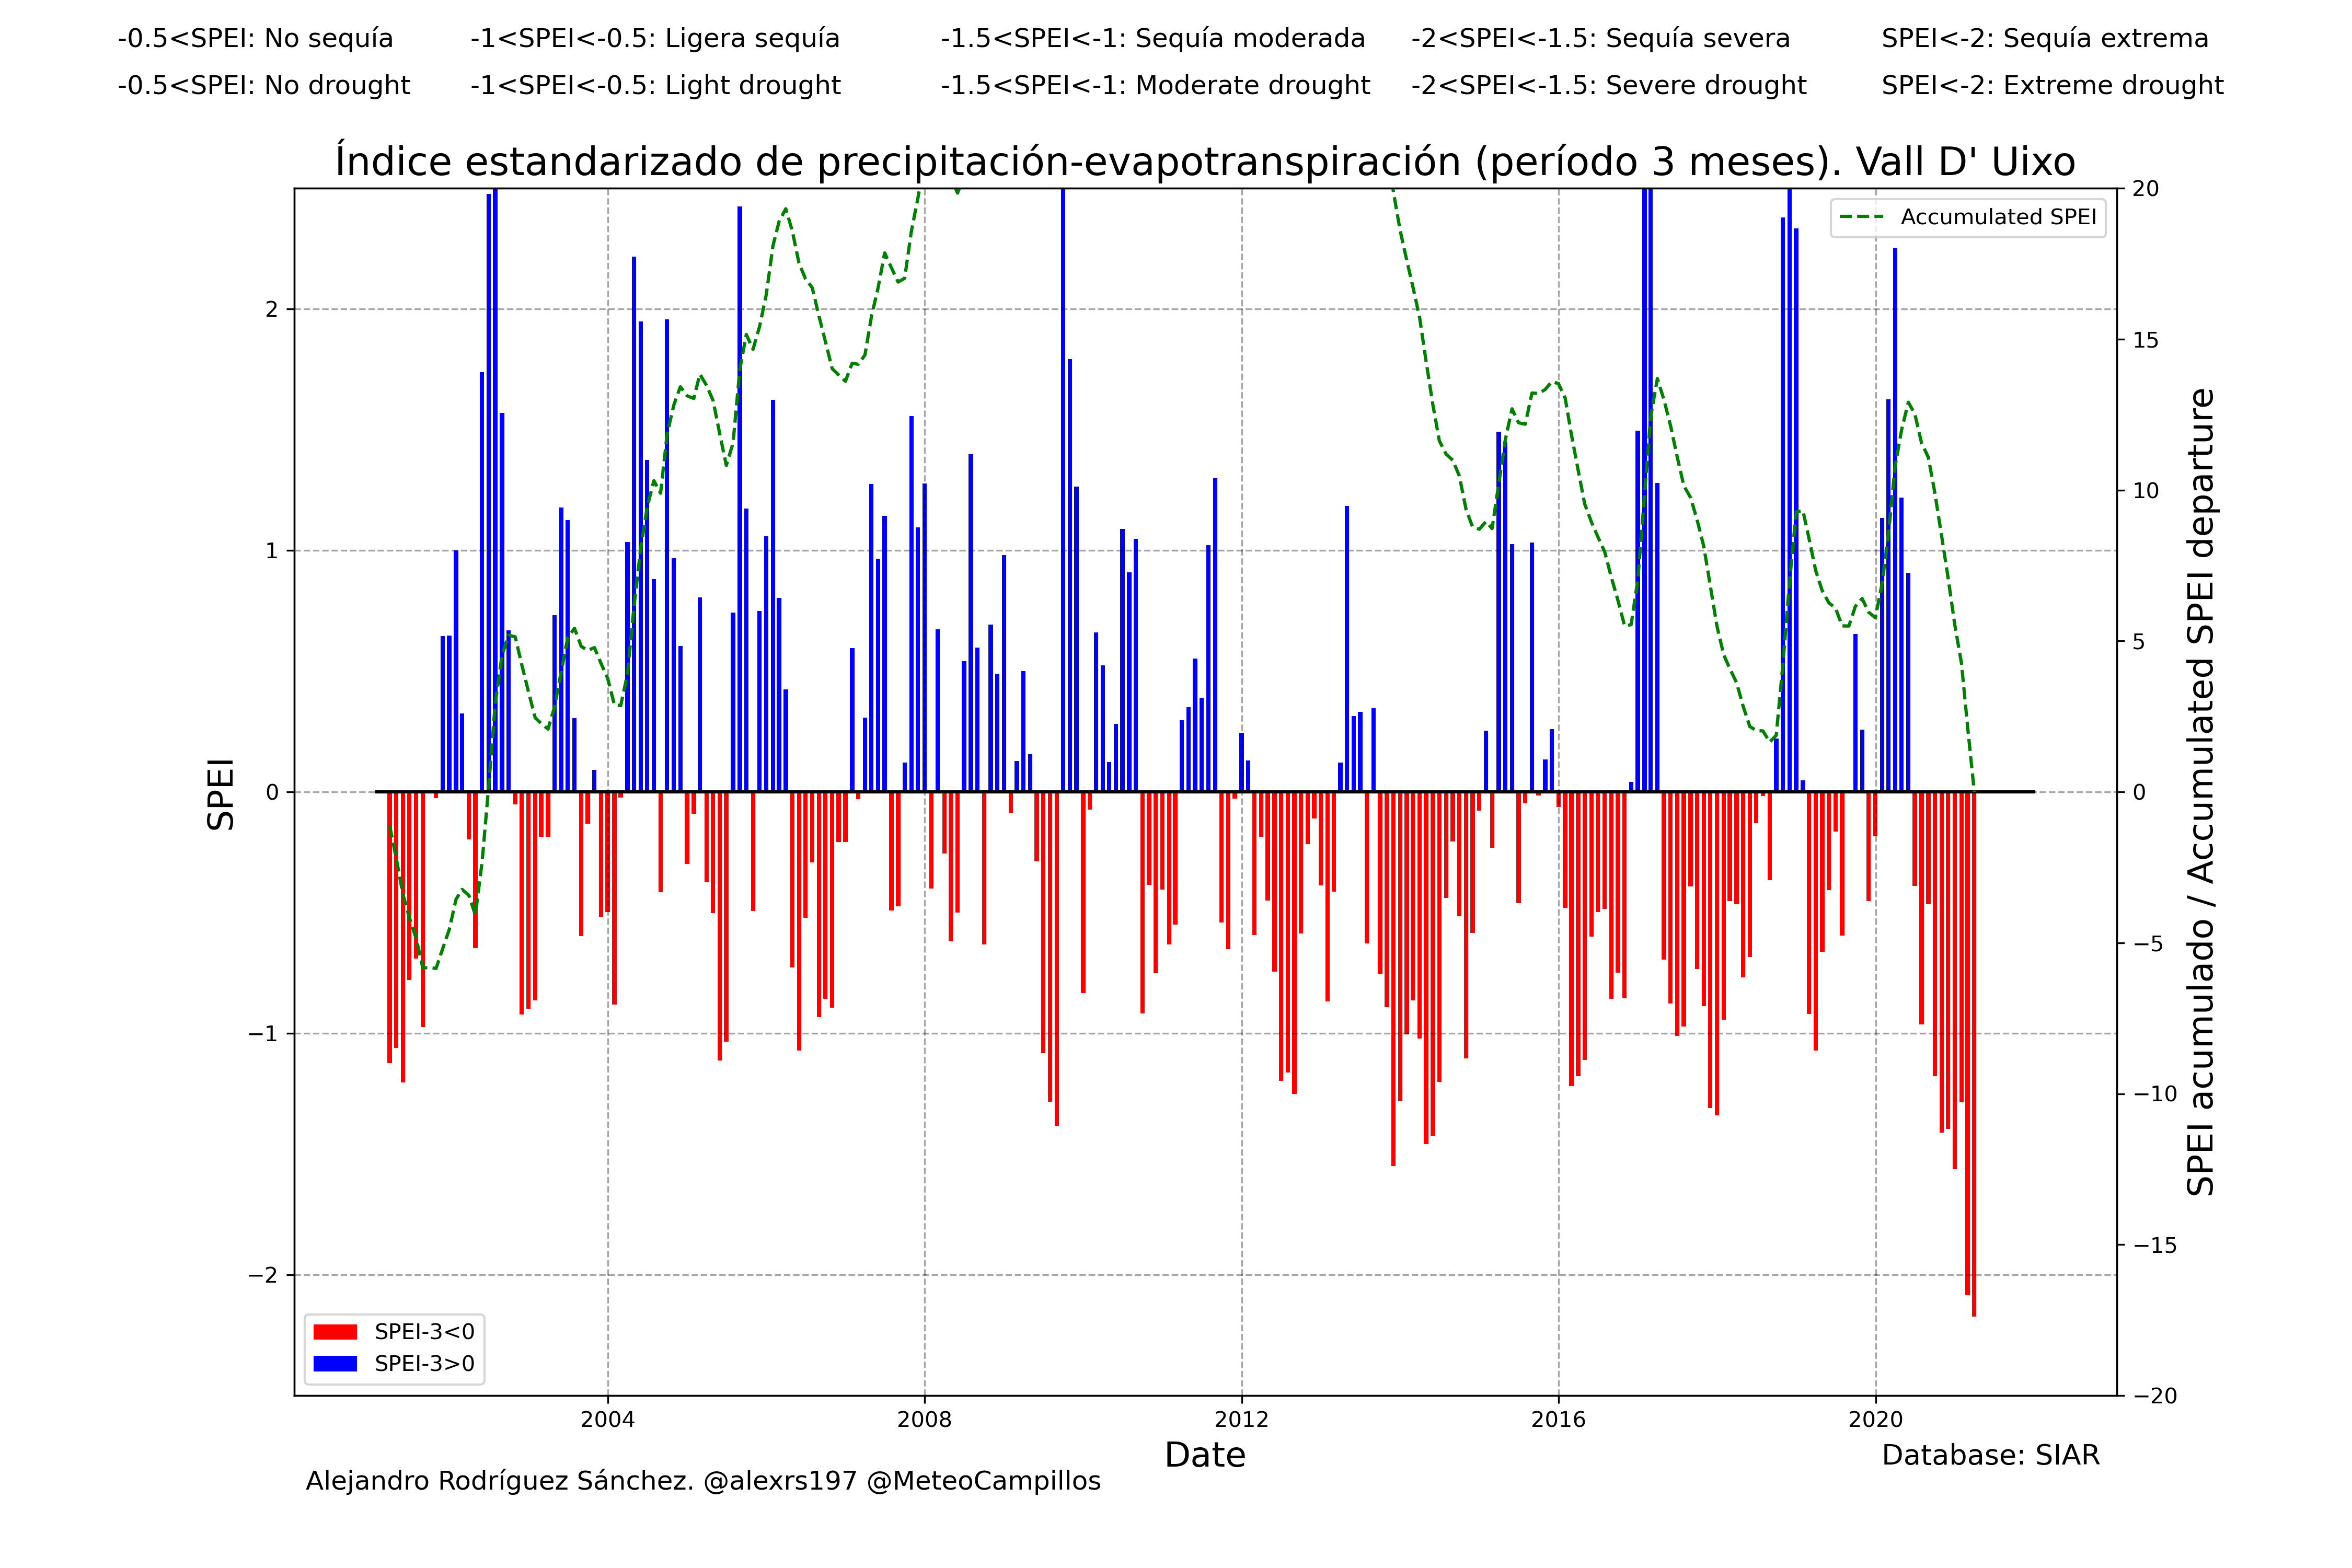 -0.5<SPEI: No sequía -1<SPEI<-0.5: Ligera sequía -1.5<SPEI<-1: Sequía moderada -2<SPEI<-1.5: Sequía severa SPEI<-2: Sequía extrema
-0.5<SPEI: No drought -1<SPEI<-0.5: Light drought -1.5<SPEI<-1: Moderate drought -2<SPEI<-1.5: Severe drought SPEI<-2: Extreme drought
Índice estandarizado de precipitación-evapotranspiración (período 3 meses). Vall D' Uixo
Accumulated SPEI
SPEI
2
1
0
−1
−2
20
15
10
5
0
−5
−10
−15
−20
SPEI acumulado / Accumulated SPEI departure
SPEI-3<0
SPEI-3>0
2004 2008 2012 2016 2020
Date
Database: SIAR
Alejandro Rodríguez Sánchez. @alexrs197 @MeteoCampillos